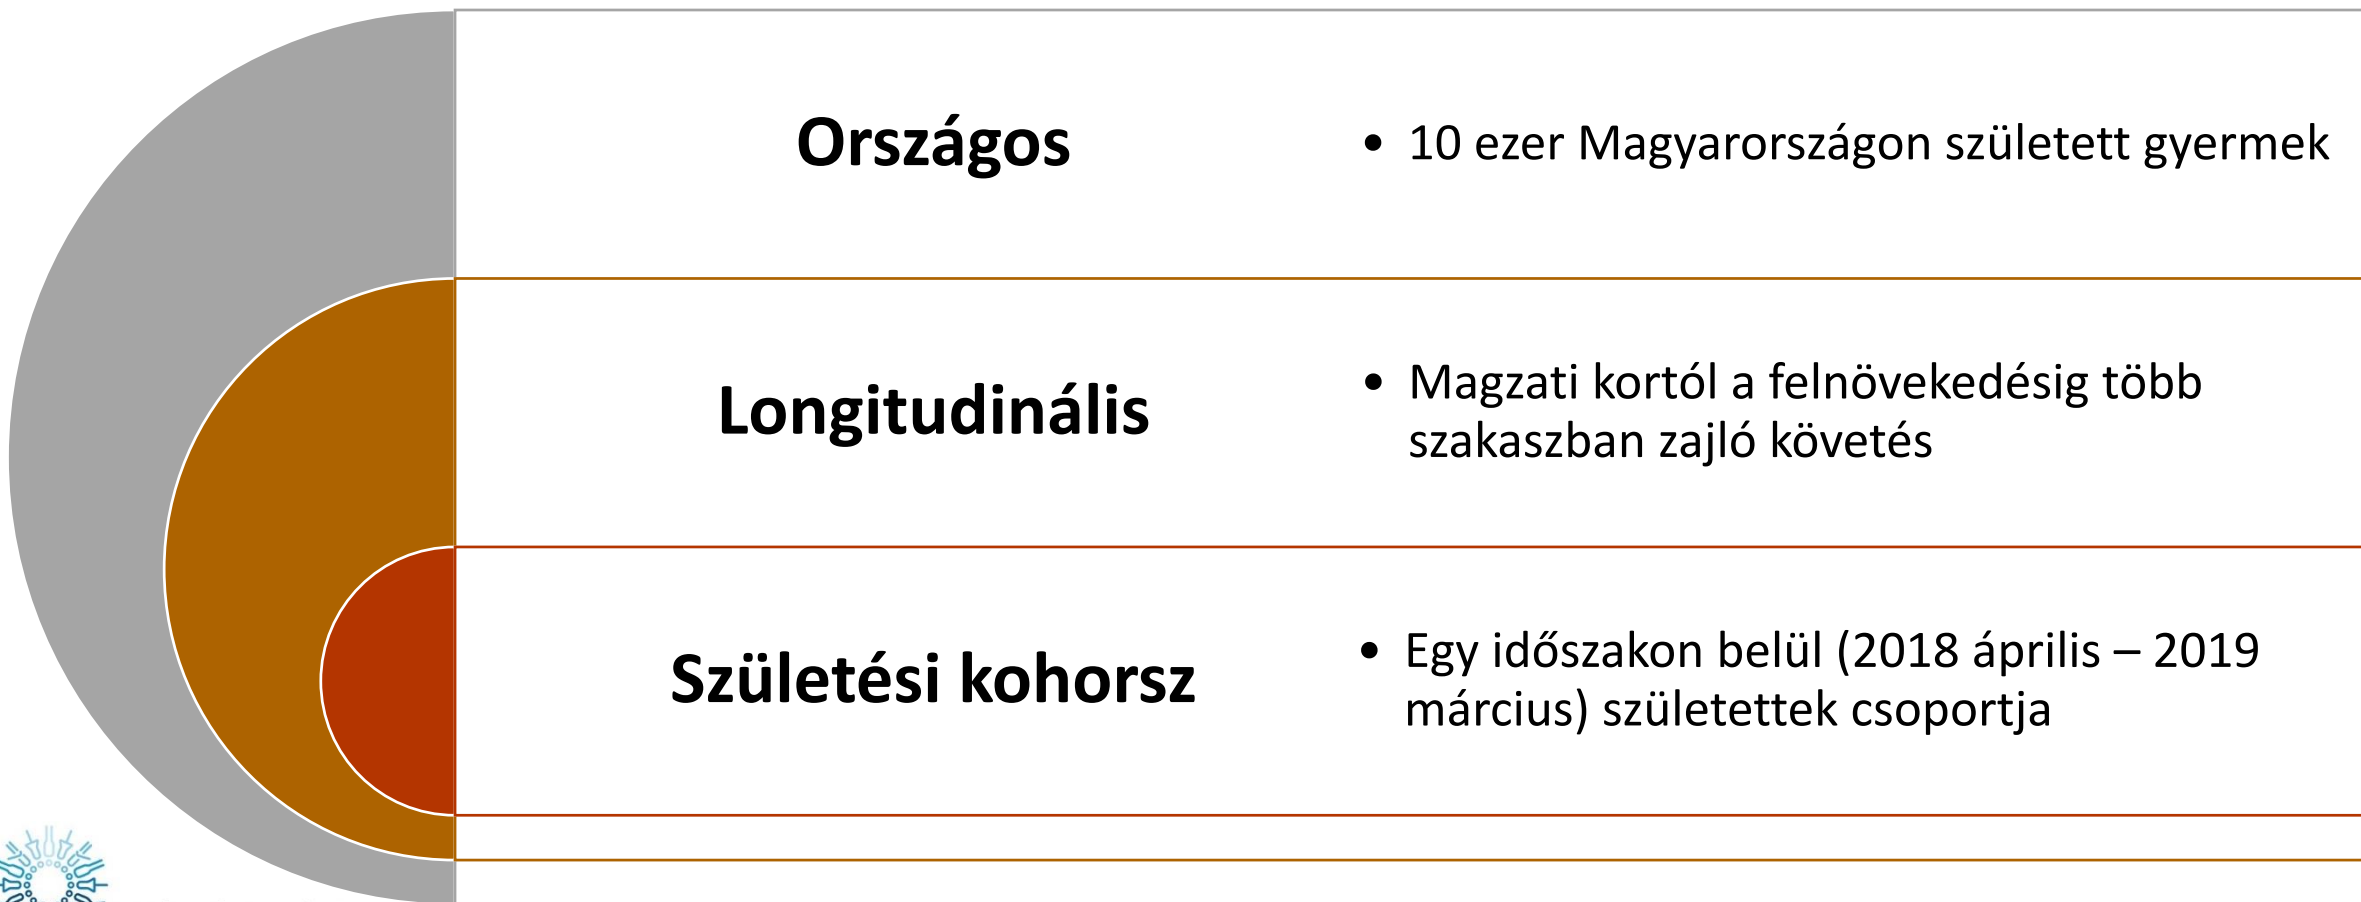 Országos
• 10 ezer Magyarországon született gyermek
Longitudinális
• Magzati kortól a felnövekedésig több
szakaszban zajló követés
Születési kohorsz
• Egy időszakon belül (2018 április – 2019
március) születettek csoportja